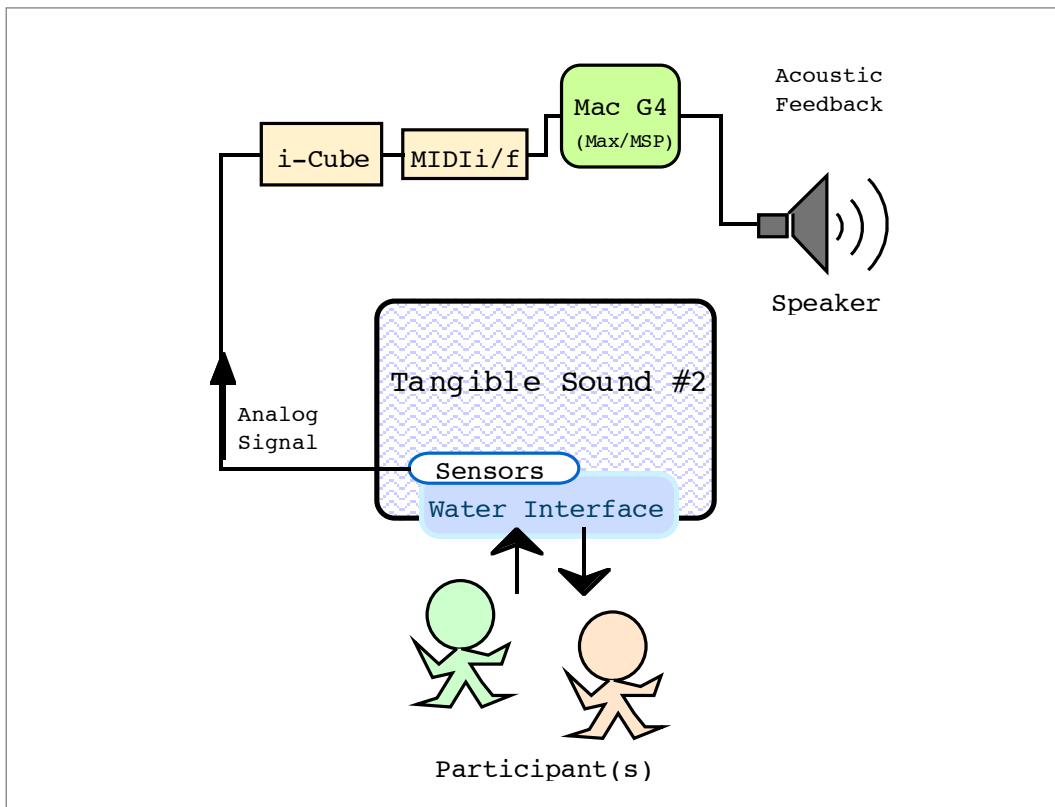 Acoustic
Feedback
Mac G4
(Max/MSP)
i-Cube
MIDIi/f
Speaker
Tangible Sound #2
Analog
Signal
Sensors
Water Interface
Participant(s)